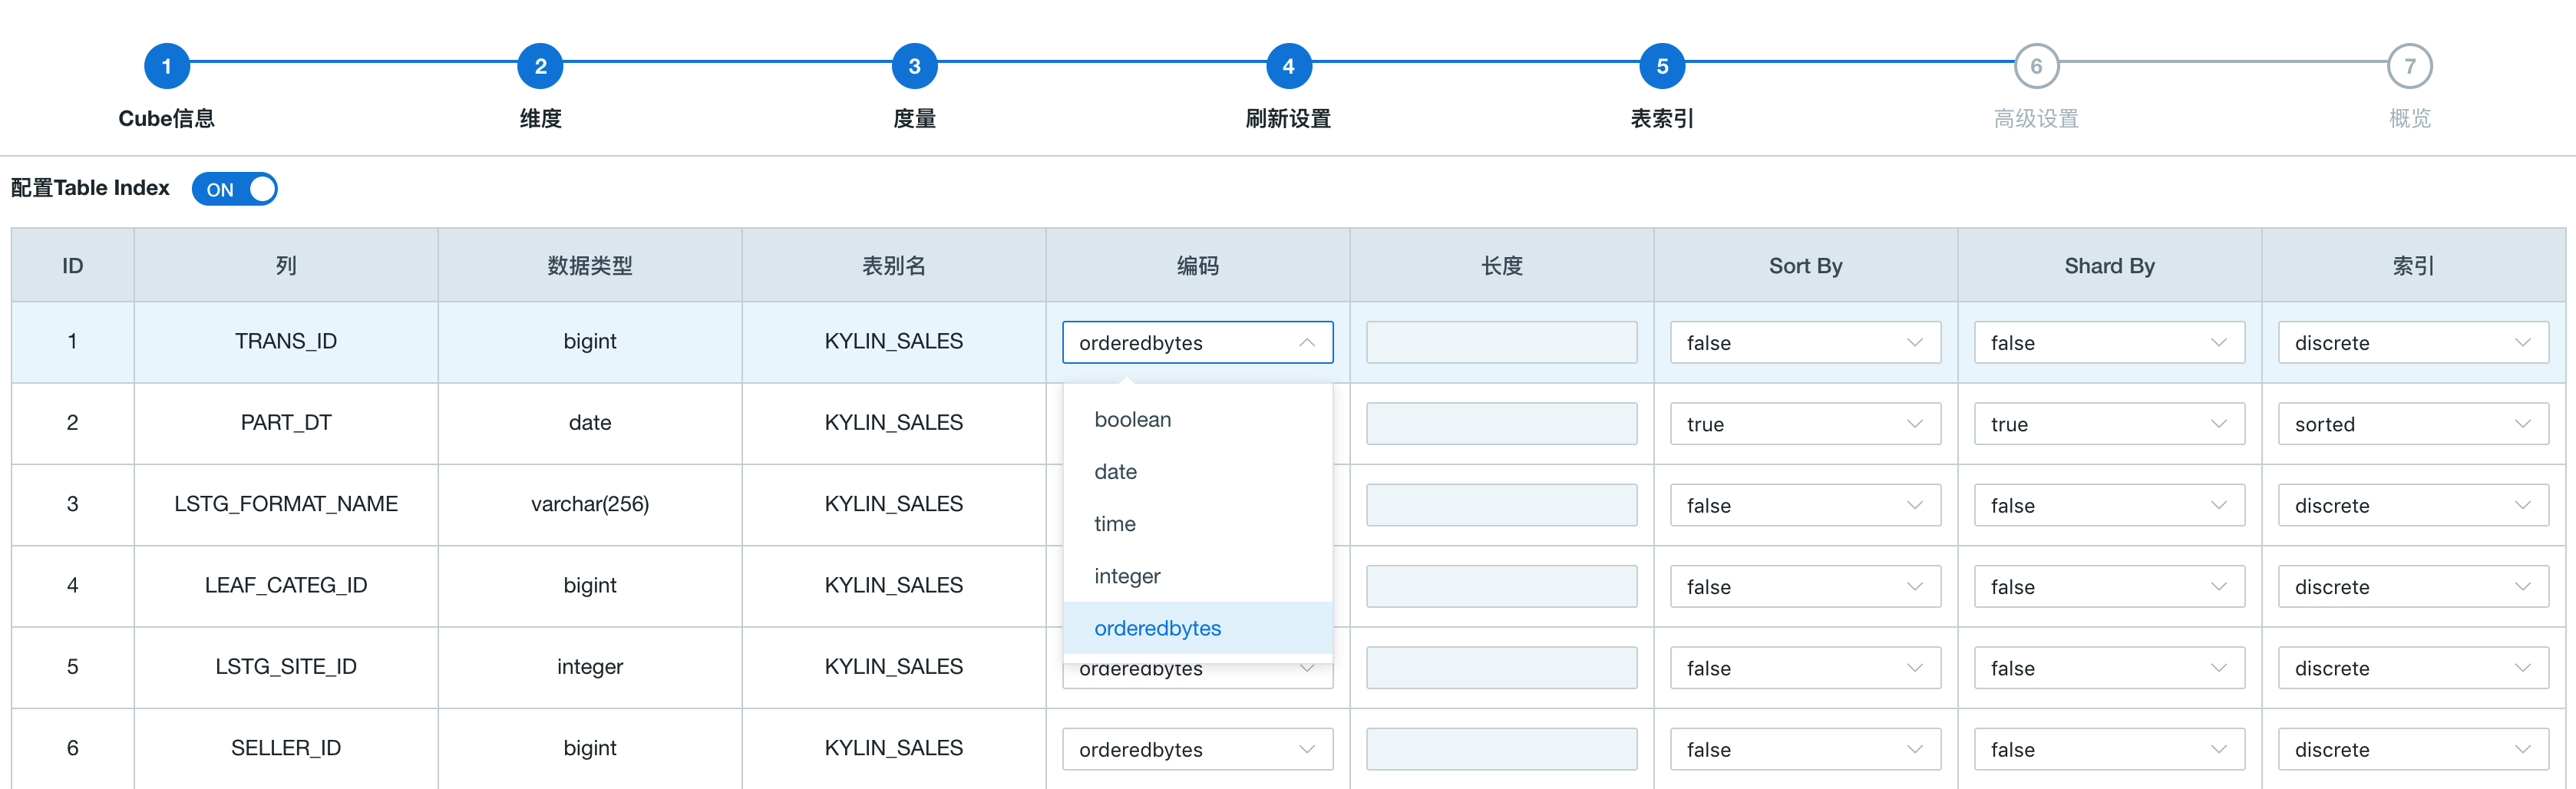 1 2 3 4 5 6 7
Cube信息 维度 度量 刷新设置 表索引 高级设置 概览
配置Table Index ON
ID 列 数据类型 表别名 编码 长度 Sort By Shard By 索引
1 TRANS_ID bigint KYLIN_SALES orderedbytes false false discrete
boolean
2 PART_DT date KYLIN_SALES true true sorted
date
3 LSTG_FORMAT_NAME varchar(256) KYLIN_SALES time false false discrete
4 LEAF_CATEG_ID bigint KYLIN_SALES integer false false discrete
orderedbytes
5 LSTG_SITE_ID integer KYLIN_SALES orderedbytes false false discrete
6 SELLER_ID bigint KYLIN_SALES orderedbytes false false discrete